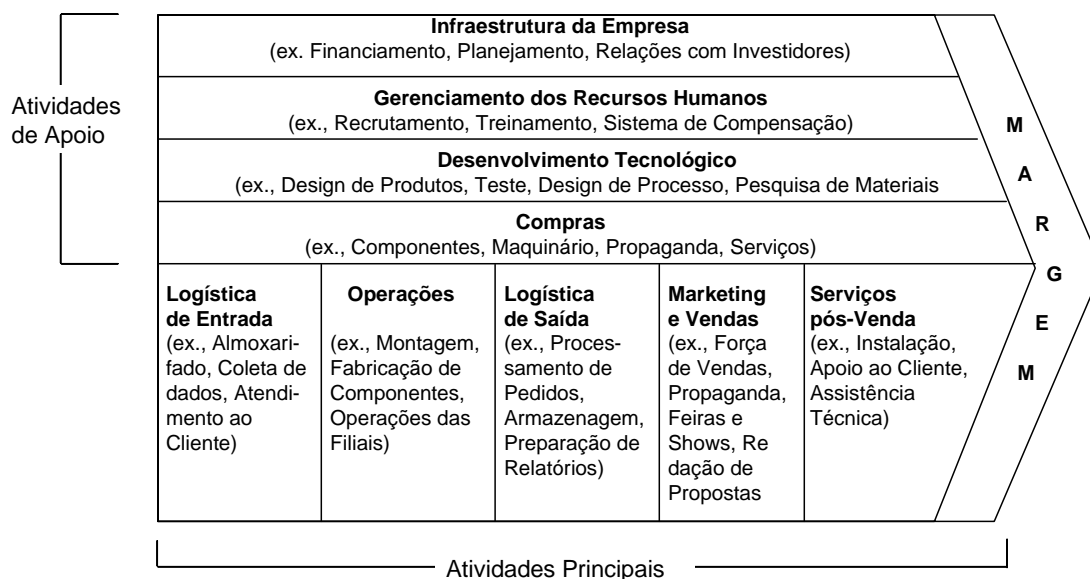 Infraestrutura da Empresa
(ex. Financiamento, Planejamento, Relações com Investidores)
Atividades
de Apoio
Gerenciamento dos Recursos Humanos
(ex., Recrutamento, Treinamento, Sistema de Compensação)
Desenvolvimento Tecnológico
(ex., Design de Produtos, Teste, Design de Processo, Pesquisa de Materiais
Compras
(ex., Componentes, Maquinário, Propaganda, Serviços)
Logística
de Entrada
(ex., Almoxari-
fado, Coleta de
dados, Atendi-
mento ao
Cliente)
Operações
(ex., Montagem,
Fabricação de
Componentes,
Operações das
Filiais)
Logística
de Saída
(ex., Proces-
samento de
Pedidos,
Armazenagem,
Preparação de
Relatórios)
Marketing
e Vendas
(ex., Força
de Vendas,
Propaganda,
Feiras e
Shows, Re
dação de
Propostas
Serviços
pós-Venda
(ex., Instalação,
Apoio ao Cliente,
Assistência
Técnica)
M
A
R
G
E
M
Atividades Principais